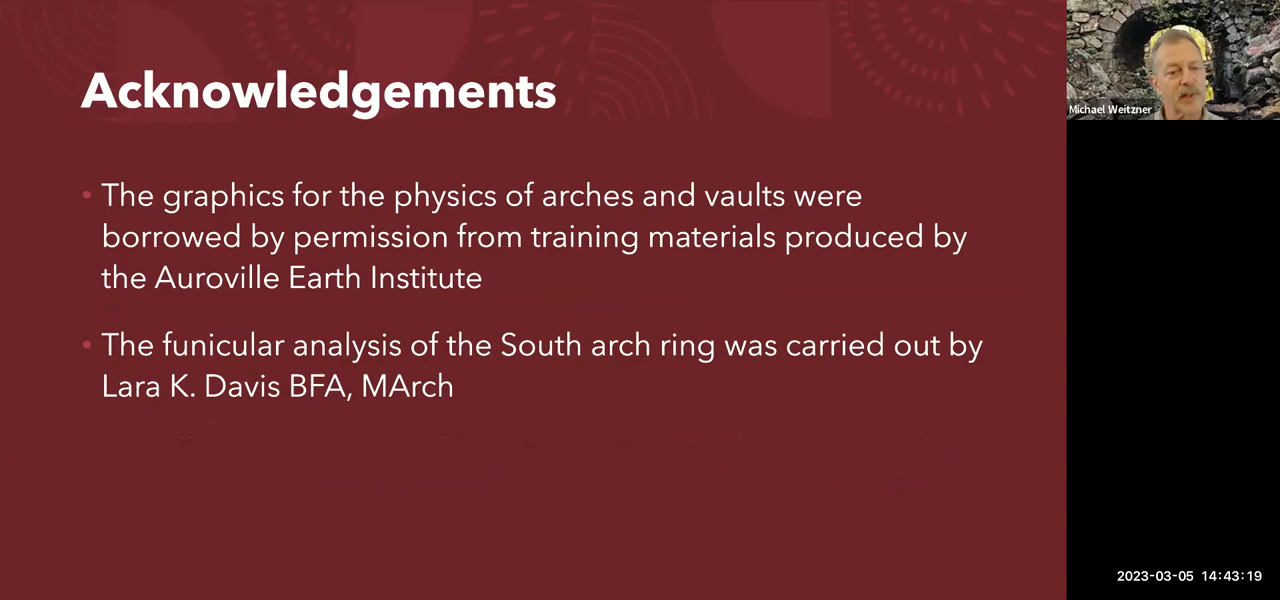 Acknowledgements
• The graphics for the physics of arches and vaults were
borrowed by permission from training materials produced by
the Auroville Earth Institute
• The funicular analysis of the South arch ring was carried out by
Lara K. Davis BFA, MArch
Michael Weitzner
2023-03-05 14:43:19